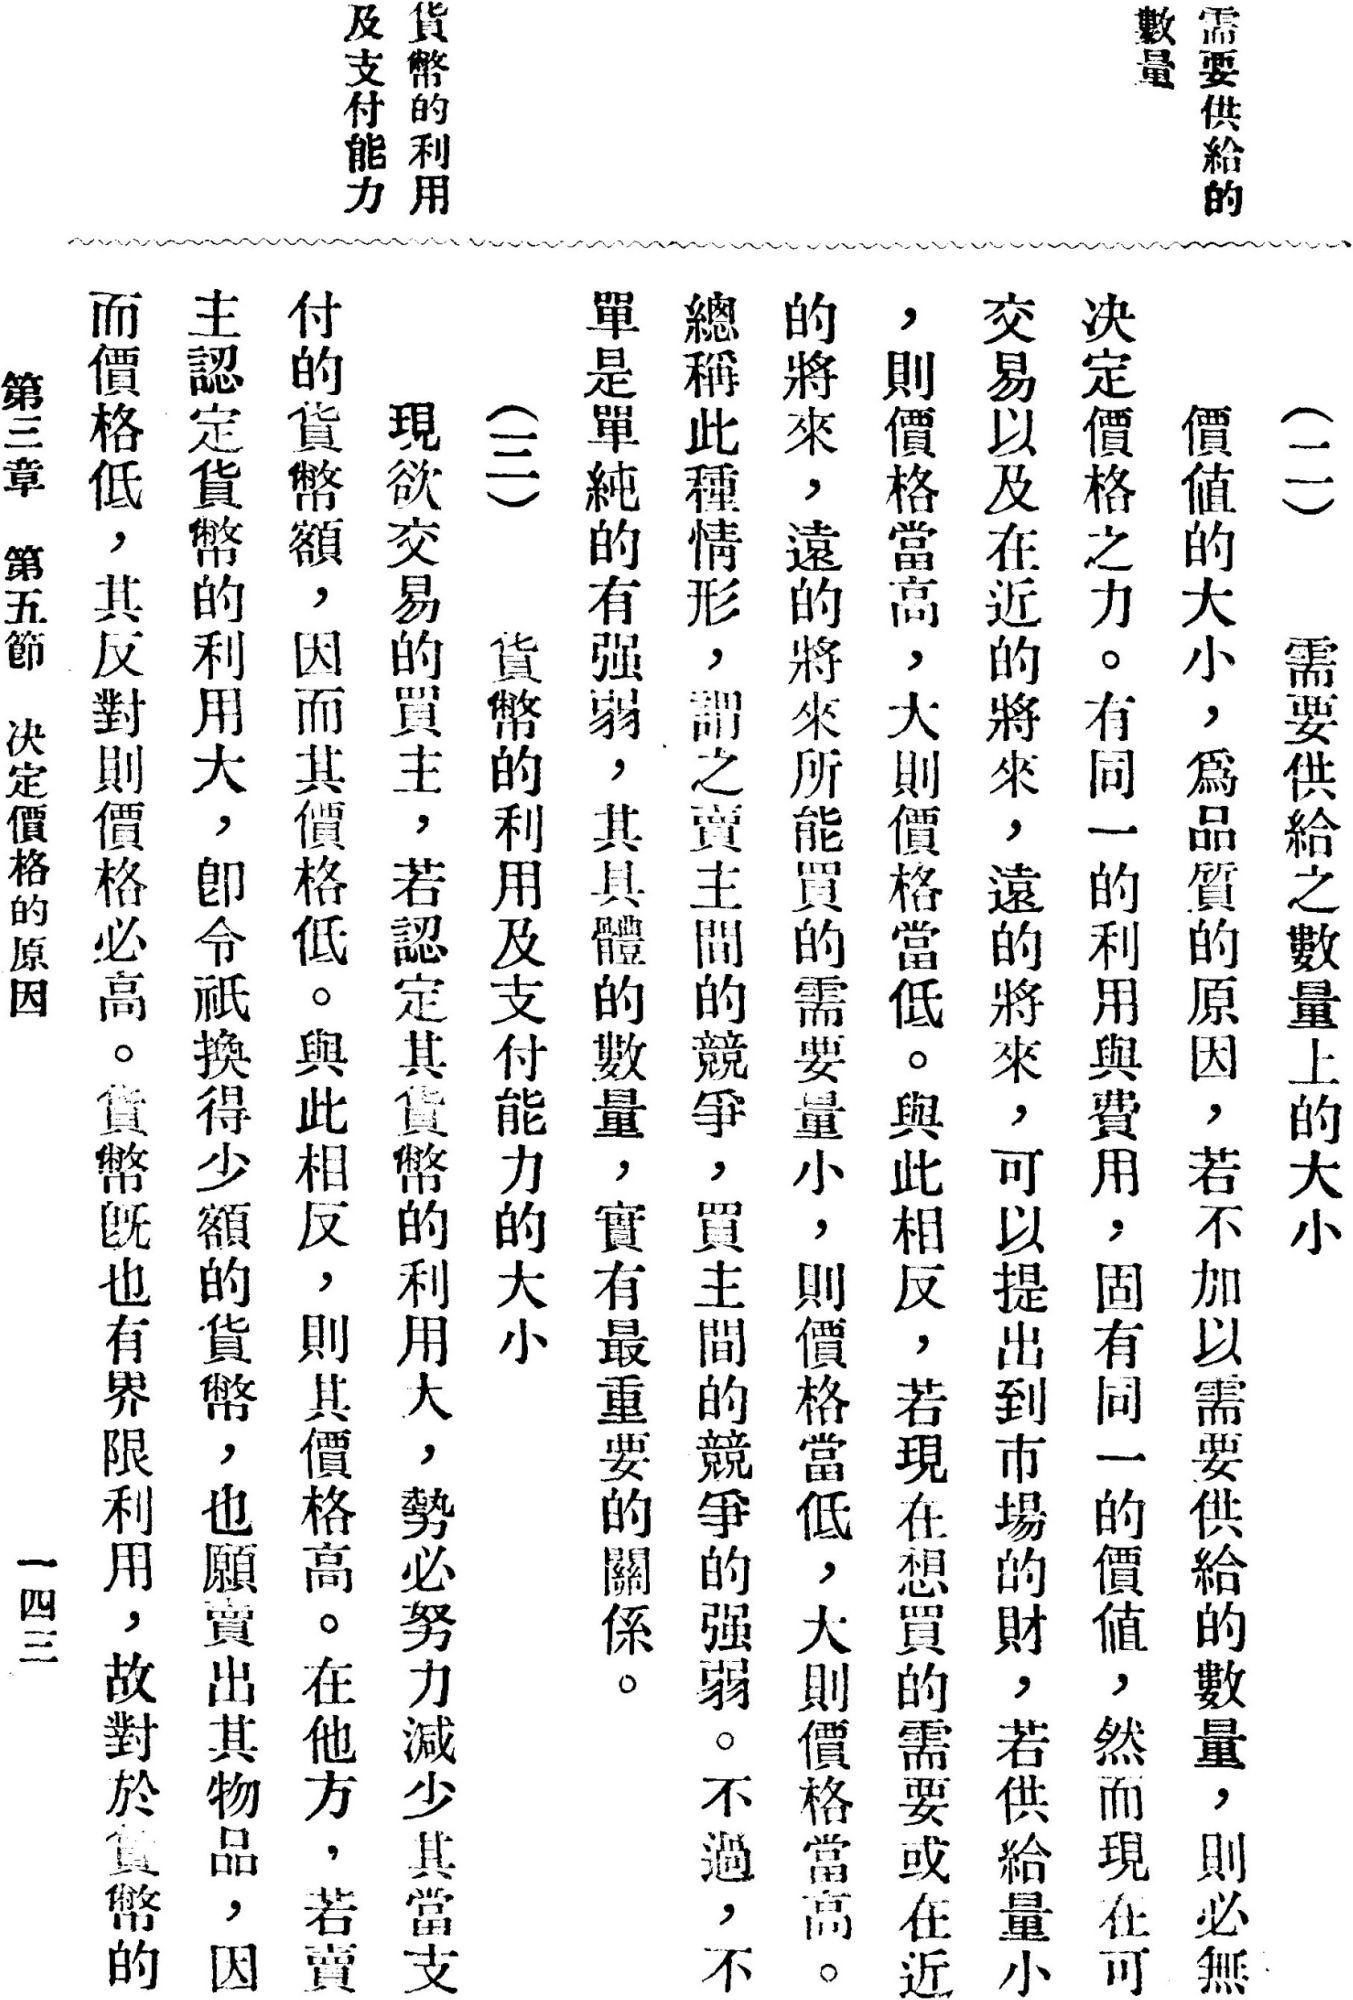 需要供給的
數量
貨幣的利用
及支付能力
（二）　需要供給之數量上的大小
價値的大小，爲品質的原因，若不加以需要供給的數量，則必無
决定價格之力。有同一的利用與費用，固有同一的價値，然而現在可
交易以及在近的將來，遠的將來，可以提出到市場的財，若供給量小
，則價格當高，大則價格當低。與此相反，若現在想買的需要或在近
的將來，遠的將來所能買的需要量小，則價格當低，大則價格當高。
總稱此種情形，謂之賣主間的競爭，買主間的競爭的强弱。不過，不
單是單純的有强弱，其具體的數量，實有最重要的關係。
（三）　貨幣的利用及支付能力的大小
現欲交易的買主，若認定其貨幣的利用大，勢必努力減少其當支
付的貨幣額，因而其價格低。與此相反，則其價格高。在他方，若賣
主認定貨幣的利用大，卽令祇換得少額的貨幣，也願賣出其物品，因
而價格低，其反對則價格必高。貨幣旣也有界限利用，故對於貨幣的
第三章　第五節　决定價格的原因
一四三